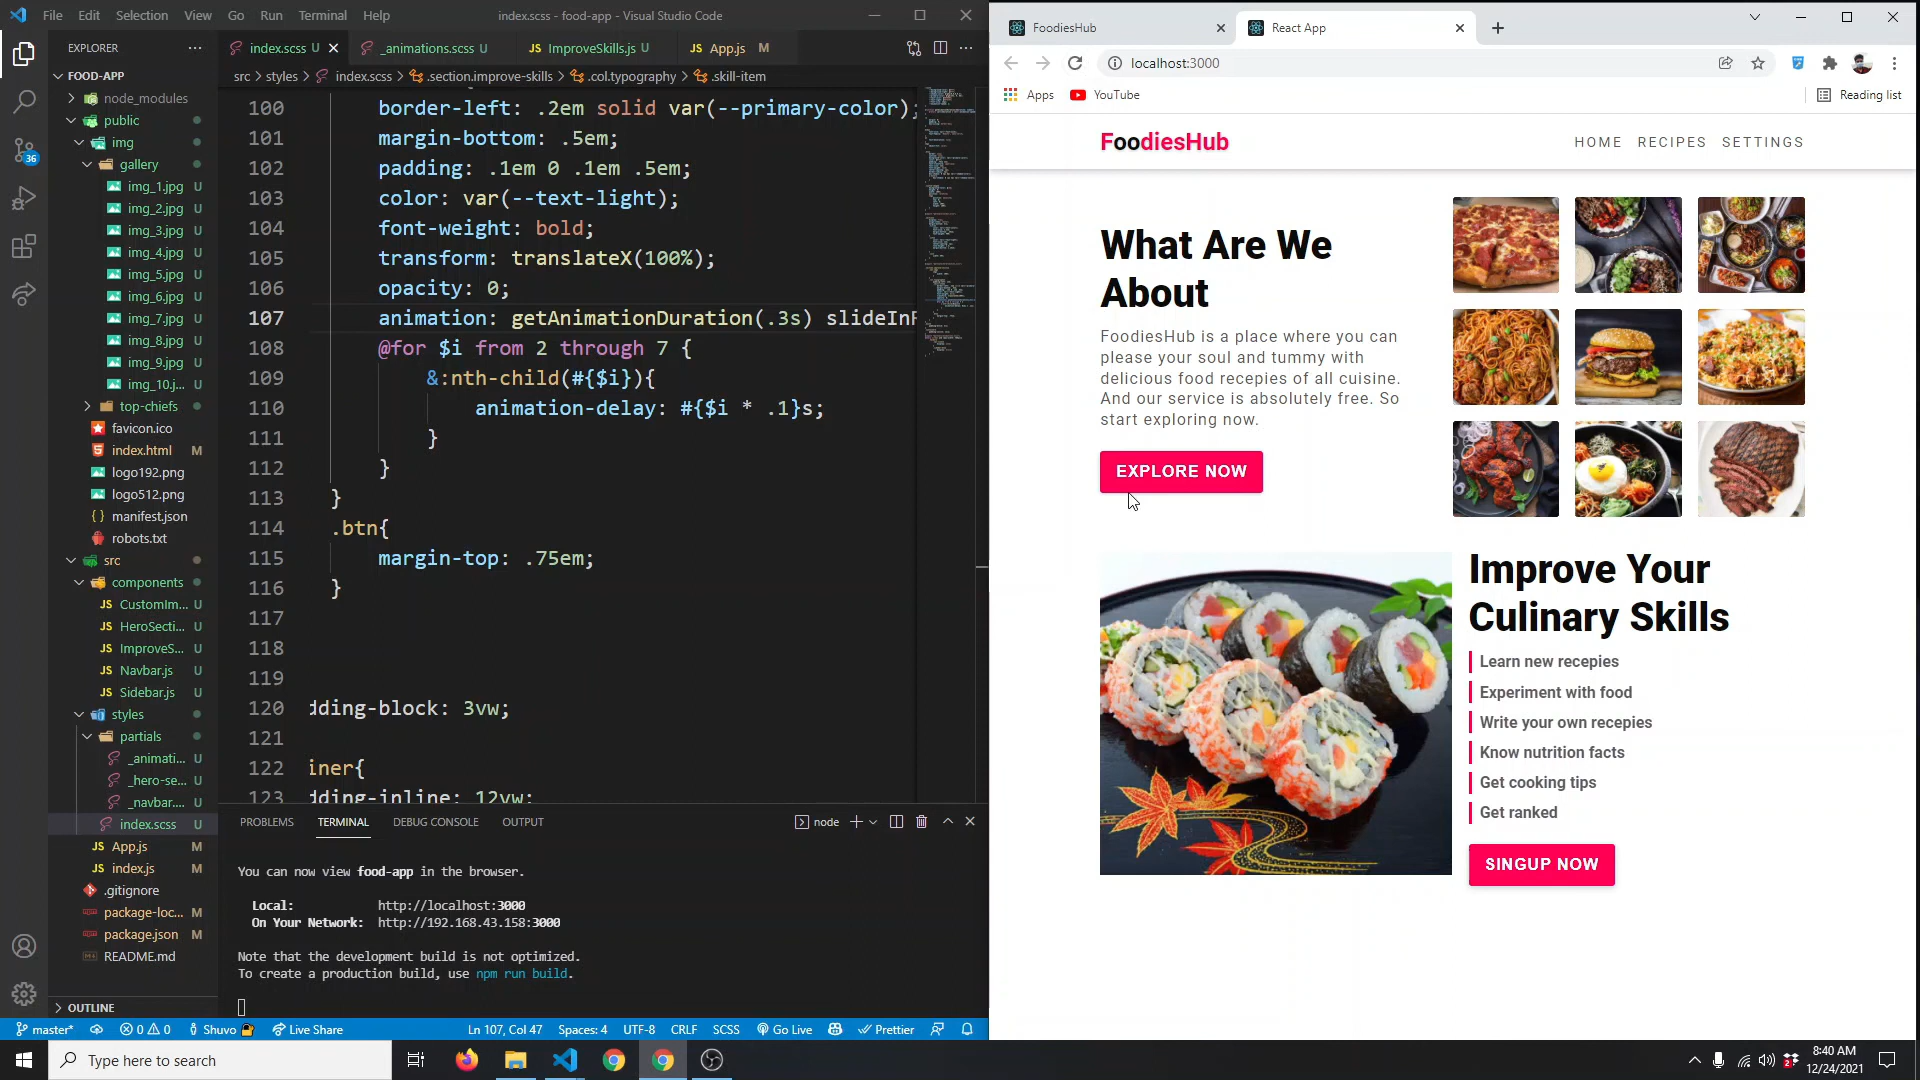 File Edit Selection View Go Run Terminal Help
index.scss - food-app - Visual Studio Code
EXPLORER
index.scss U
_animations.scss U
JS ImproveSkills.js U
JS App.js M
src > styles > index.scss > .section.improve-skills > .col.typography > .skill-item
FOOD-APP
node_modules
public
img
gallery
img_1.jpg U
img_2.jpg U
img_3.jpg U
img_4.jpg U
img_5.jpg U
img_6.jpg U
img_7.jpg U
img_8.jpg U
img_9.jpg U
img_10.j... U
top-chiefs
favicon.ico
index.html M
logo192.png
logo512.png
manifest.json
robots.txt
src
components
JS CustomIm... U
JS HeroSecti... U
JS ImproveS... U
JS Navbar.js U
JS Sidebar.js U
styles
partials
_animati... U
_hero-se... U
_navbar.... U
index.scss U
JS App.js M
JS index.js M
.gitignore
package-loc... M
package.json M
README.md
OUTLINE
36
100 border-left: .2em solid var(--primary-color);
101 margin-bottom: .5em;
102 padding: .1em 0 .1em .5em;
103 color: var(--text-light);
104 font-weight: bold;
105 transform: translateX(100%);
106 opacity: 0;
107 animation: getAnimationDuration(.3s) slideInF
108 @for $i from 2 through 7 {
109 &:nth-child(#{$i}){
110 animation-delay: #{$i * .1}s;
111 }
112 }
113 }
114 .btn{
115 margin-top: .75em;
116 }
117
118
119
120 dding-block: 3vw;
121
122 iner{
123 dding-inline: 12vw;
PROBLEMS TERMINAL DEBUG CONSOLE OUTPUT
node
You can now view food-app in the browser.
Local: http://localhost:3000
On Your Network: http://192.168.43.158:3000
Note that the development build is not optimized.
To create a production build, use npm run build.
master* 0 0 Shuvo Live Share
Ln 107, Col 47 Spaces: 4 UTF-8 CRLF SCSS Go Live Prettier
FoodiesHub
React App
localhost:3000
Apps YouTube Reading list
FoodiesHub
HOME RECIPES SETTINGS
What Are We
About
FoodiesHub is a place where you can
please your soul and tummy with
delicious food recepies of all cuisine.
And our service is absolutely free. So
start exploring now.
EXPLORE NOW
Improve Your
Culinary Skills
Learn new recepies
Experiment with food
Write your own recepies
Know nutrition facts
Get cooking tips
Get ranked
SINGUP NOW
Type here to search
8:40 AM
12/24/2021